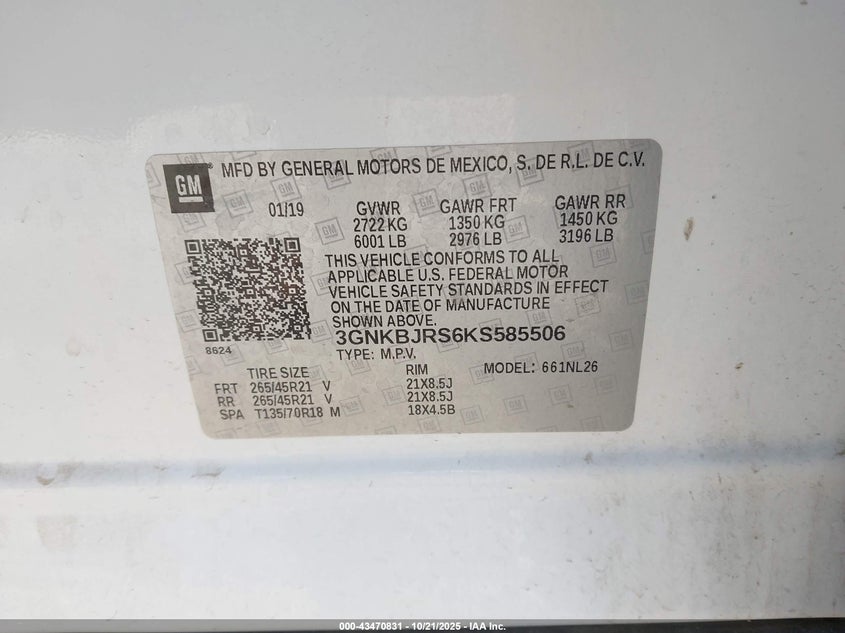 GM
MFD BY GENERAL MOTORS DE MEXICO, S. DE R.L. DE C.V.
01/19 GVWR GAWR FRT GAWR RR
2722 KG 1350 KG 1450 KG
6001 LB 2976 LB 3196 LB
THIS VEHICLE CONFORMS TO ALL
APPLICABLE U.S. FEDERAL MOTOR
VEHICLE SAFETY STANDARDS IN EFFECT
ON THE DATE OF MANUFACTURE
SHOWN ABOVE.
3GNKBJRS6KS585506
8624
TYPE: M.P.V.
TIRE SIZE RIM MODEL: 661NL26
FRT 265/45R21 V 21X8.5J
RR 265/45R21 V 21X8.5J
SPA T135/70R18 M 18X4.5B
000-43470831 - 10/21/2025 - IAA Inc.